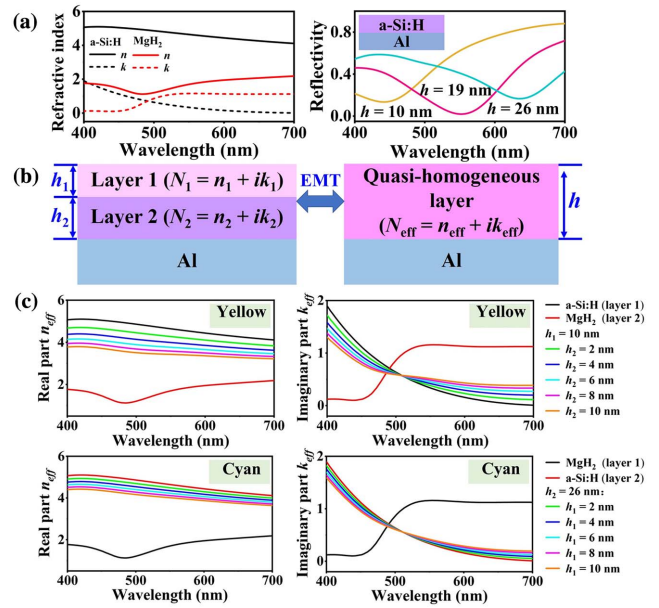 (a)
a-Si:H MgH₂
n n
k k
Refractive index
6
4
2
0
400 500 600 700
Wavelength (nm)
a-Si:H
Al
h = 10 nm
h = 19 nm
h = 26 nm
Reflectivity
0.8
0.4
0.0
400 500 600 700
Wavelength (nm)
(b)
h₁
Layer 1 (N₁ = n₁ + ik₁)
h₂
Layer 2 (N₂ = n₂ + ik₂)
Al
EMT
Quasi-homogeneous
layer
(Neff = neff + ikeff)
h
Al
(c)
Yellow
Real part neff
6
4
2
400 500 600 700
Wavelength (nm)
Yellow
Imaginary part keff
2
1
0
400 500 600 700
Wavelength (nm)
a-Si:H (layer 1)
MgH₂ (layer 2)
h₁ = 10 nm
h₂ = 2 nm
h₂ = 4 nm
h₂ = 6 nm
h₂ = 8 nm
h₂ = 10 nm
Cyan
Real part neff
6
4
2
400 500 600 700
Wavelength (nm)
Cyan
Imaginary part keff
2
1
0
400 500 600 700
Wavelength (nm)
MgH₂ (layer 1)
a-Si:H (layer 2)
h₂ = 26 nm:
h₁ = 2 nm
h₁ = 4 nm
h₁ = 6 nm
h₁ = 8 nm
h₁ = 10 nm